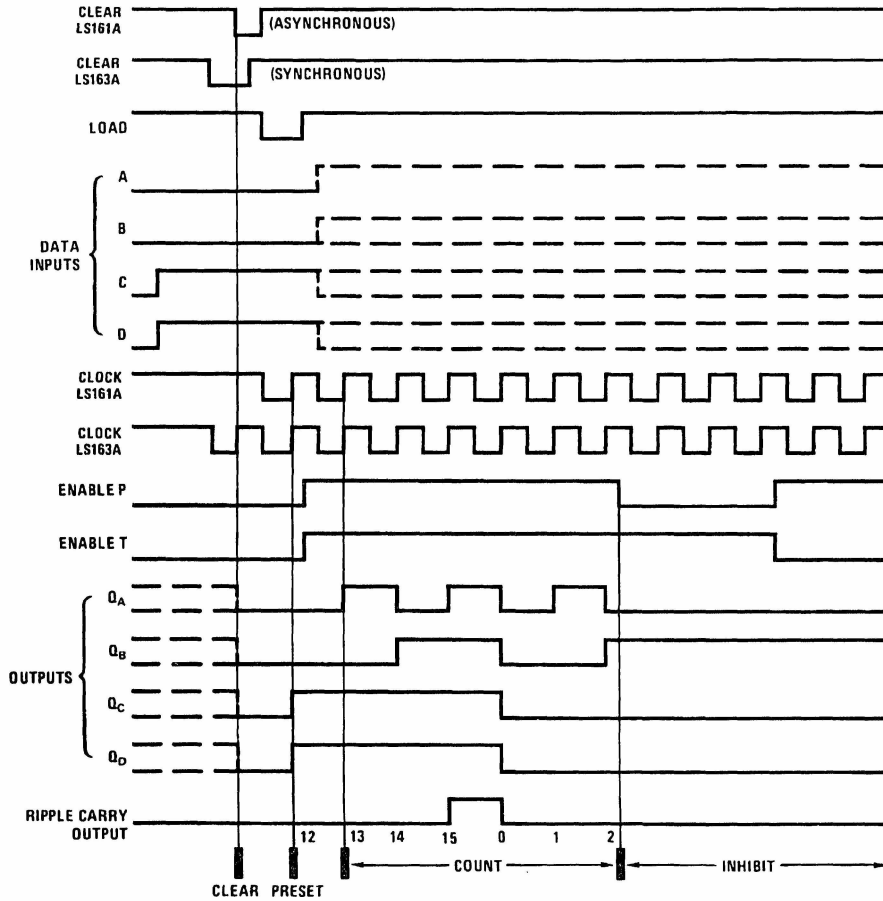 CLEAR
LS161A
(ASYNCHRONOUS)
CLEAR
LS163A
(SYNCHRONOUS)
LOAD
DATA
INPUTS
A
B
C
D
CLOCK
LS161A
CLOCK
LS163A
ENABLE P
ENABLE T
OUTPUTS
QA
QB
QC
QD
RIPPLE CARRY
OUTPUT
12 13 14 15 0 1 2
COUNT INHIBIT
CLEAR PRESET